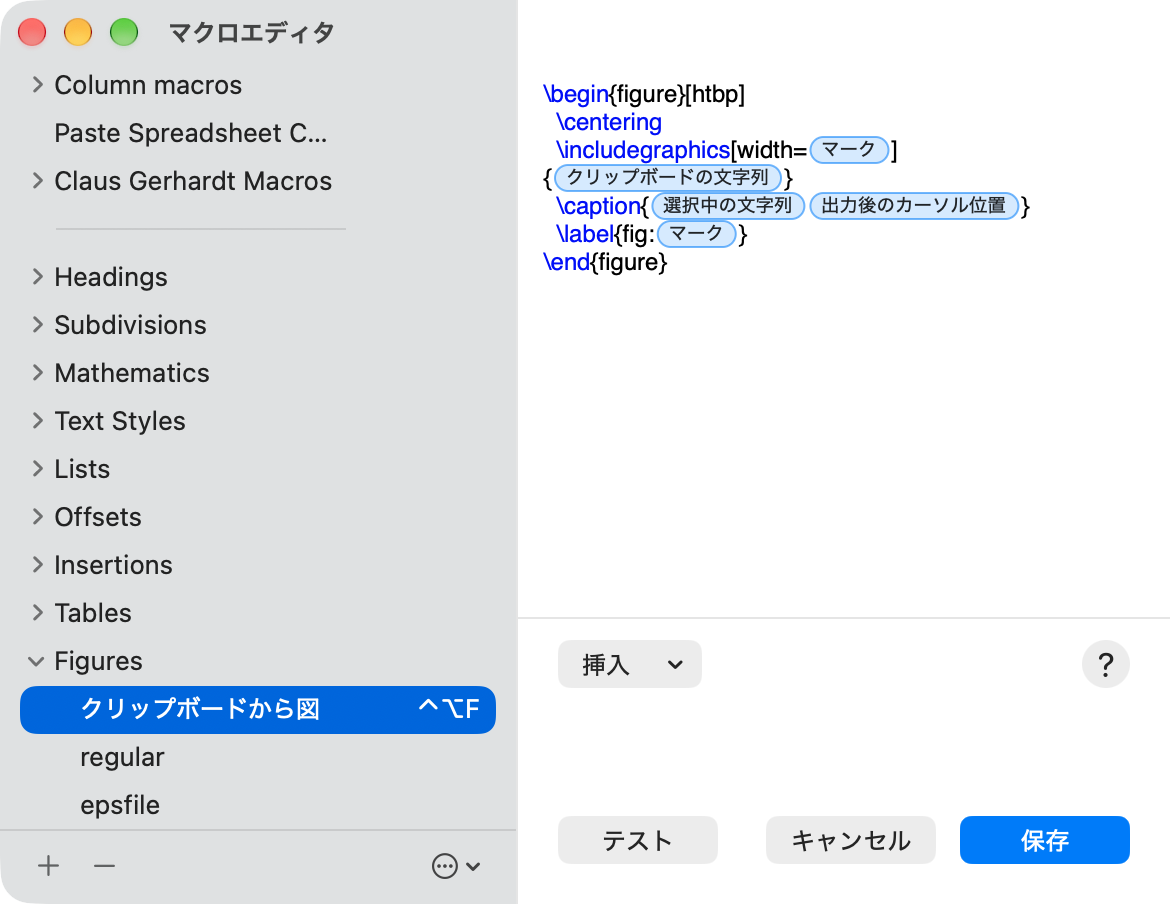 マクロエディタ
Column macros
Paste Spreadsheet C...
Claus Gerhardt Macros
Headings
Subdivisions
Mathematics
Text Styles
Lists
Offsets
Insertions
Tables
Figures
クリップボードから図 ^⌥F
regular
epsfile
\begin{figure}[htbp]
\centering
\includegraphics[width=マーク]
{クリップボードの文字列}
\caption{選択中の文字列 出力後のカーソル位置}
\label{fig:マーク}
\end{figure}
挿入
?
テスト
キャンセル
保存